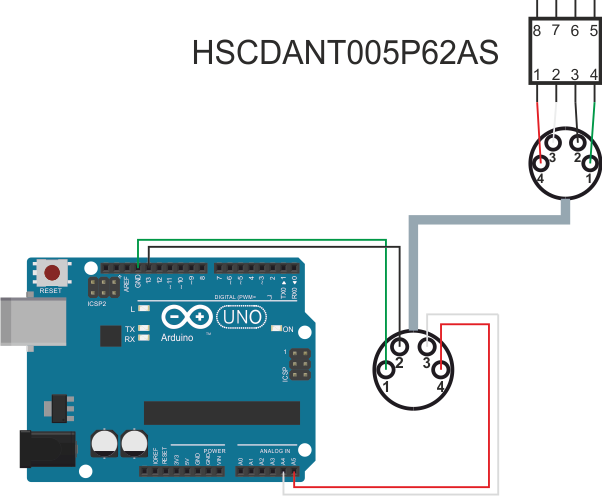 8 7 6 5
HSCDANT005P62AS
1 2 3 4
3 2
4 1
RESET
ICSP2
AREF
GND
13
12
~11
~10
~9
8
7
~6
~5
4
~3
2
TX0 ▸1
RX0 ◂0
DIGITAL (PWM=
L
TX
RX
Arduino
™
UNO
ON
1
ICSP
2 3
1 4
POWER
ANALOG IN
IOREF
RESET
3V3
5V
GND
GND
VIN
A0
A1
A2
A3
A4
A5